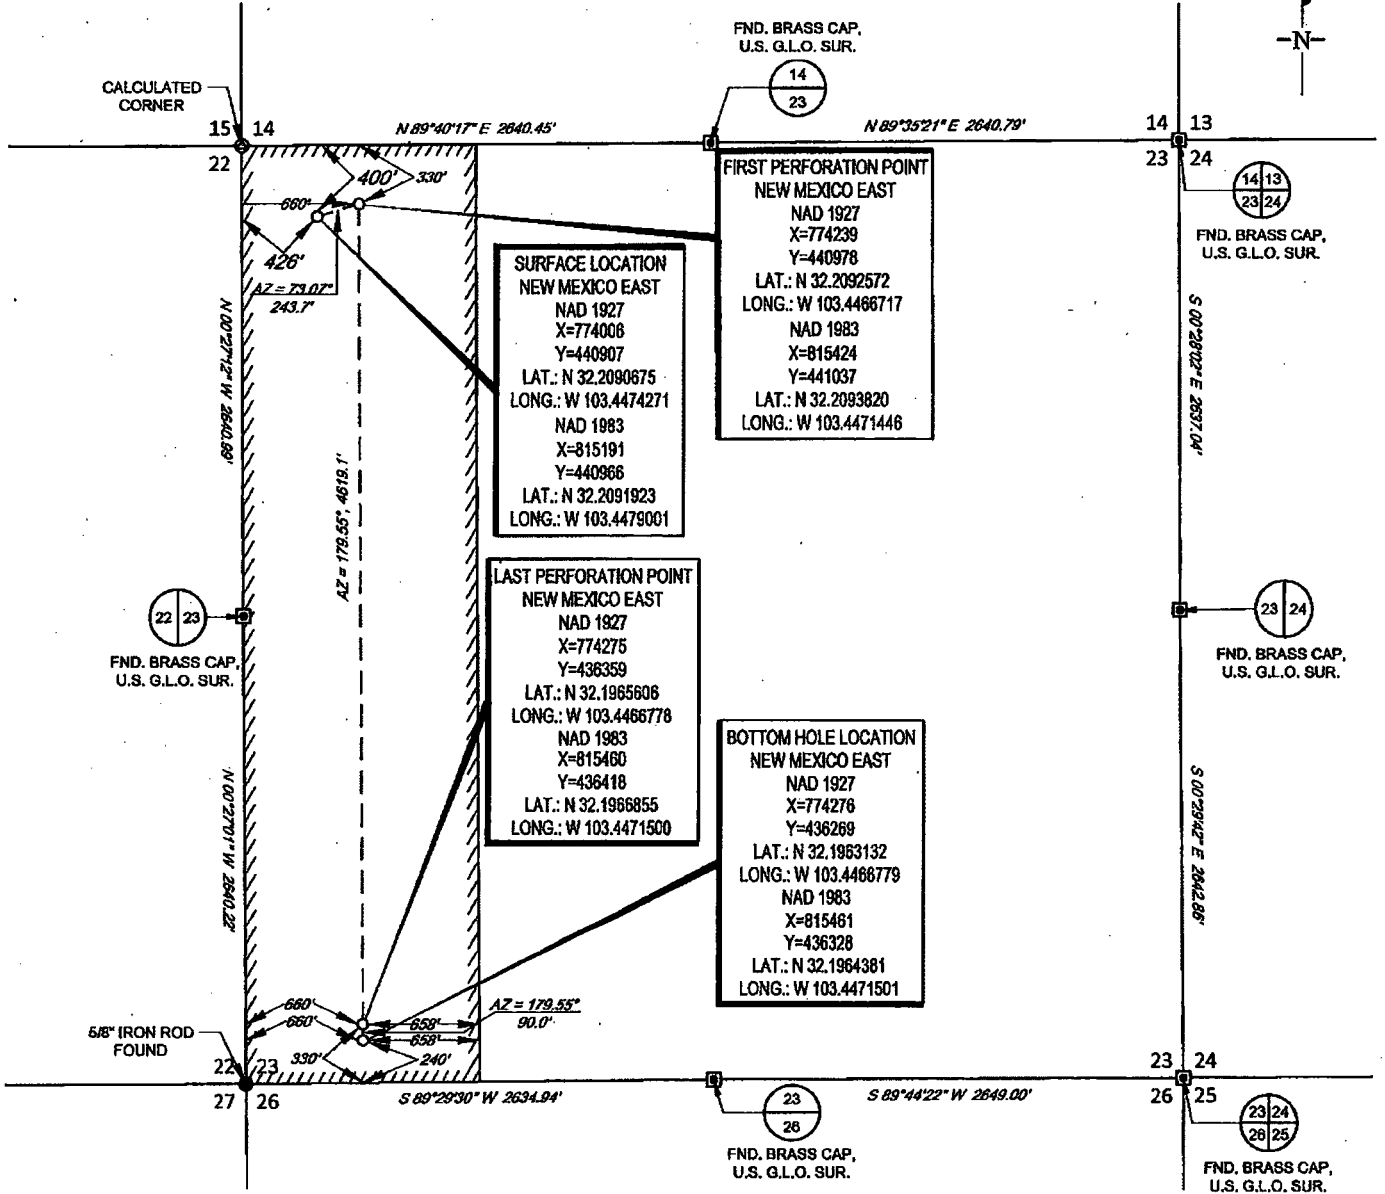 FND. BRASS CAP,
U.S. G.L.O. SUR.
14
23
-N-
CALCULATED
CORNER
15 14
22
N 89°40'17" E 2640.45'
N 89°35'21" E 2640.79'
14 13
23 24
14 13
23 24
FND. BRASS CAP,
U.S. G.L.O. SUR.
400'
330'
660'
426'
AZ = 73.07°
243.7'
FIRST PERFORATION POINT
NEW MEXICO EAST
NAD 1927
X=774239
Y=440978
LAT.: N 32.2092572
LONG.: W 103.4466717
NAD 1983
X=815424
Y=441037
LAT.: N 32.2093820
LONG.: W 103.4471446
SURFACE LOCATION
NEW MEXICO EAST
NAD 1927
X=774006
Y=440907
LAT.: N 32.2090675
LONG.: W 103.4474271
NAD 1983
X=815191
Y=440966
LAT.: N 32.2091923
LONG.: W 103.4479001
N 00°27'12" W 2640.99'
S 00°28'02" E 2637.04'
AZ = 179.55°, 4619.1'
22 23
FND. BRASS CAP,
U.S. G.L.O. SUR.
23 24
FND. BRASS CAP,
U.S. G.L.O. SUR.
LAST PERFORATION POINT
NEW MEXICO EAST
NAD 1927
X=774275
Y=436359
LAT.: N 32.1965606
LONG.: W 103.4466778
NAD 1983
X=815460
Y=436418
LAT.: N 32.1966855
LONG.: W 103.4471500
BOTTOM HOLE LOCATION
NEW MEXICO EAST
NAD 1927
X=774276
Y=436269
LAT.: N 32.1963132
LONG.: W 103.4466779
NAD 1983
X=815461
Y=436328
LAT.: N 32.1964381
LONG.: W 103.4471501
N 00°27'01" W 2640.22'
S 00°29'42" E 2642.86'
660'
660'
658'
658'
AZ = 179.55°
90.0'
330'
240'
5/8" IRON ROD
FOUND
22 23
27 26
S 89°29'30" W 2634.94'
S 89°44'22" W 2649.00'
23
26
FND. BRASS CAP,
U.S. G.L.O. SUR.
23 24
26 25
23 24
26 25
FND. BRASS CAP,
U.S. G.L.O. SUR.